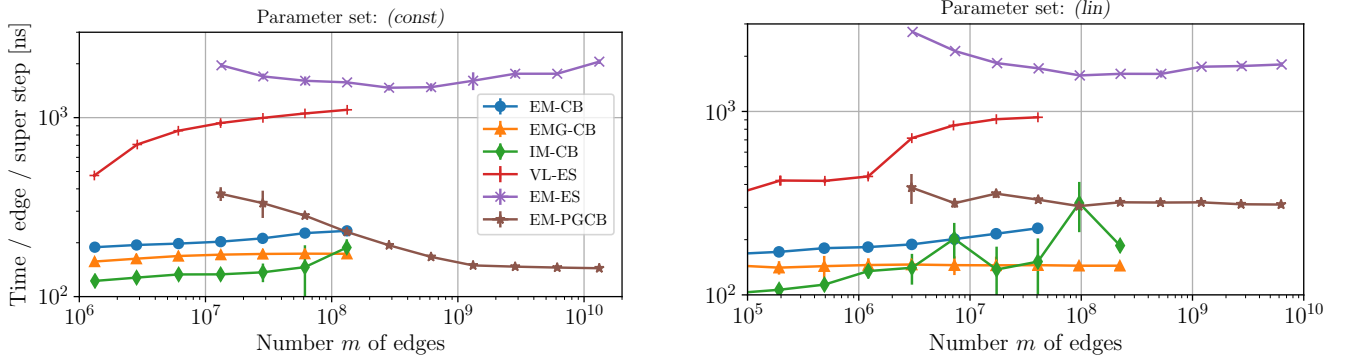 Parameter set: (const)
Time / edge / super step [ns]
10^3
10^2
EM-CB
EMG-CB
IM-CB
VL-ES
EM-ES
EM-PGCB
10^6 10^7 10^8 10^9 10^10
Number m of edges
Parameter set: (lin)
10^3
10^2
10^5 10^6 10^7 10^8 10^9 10^10
Number m of edges